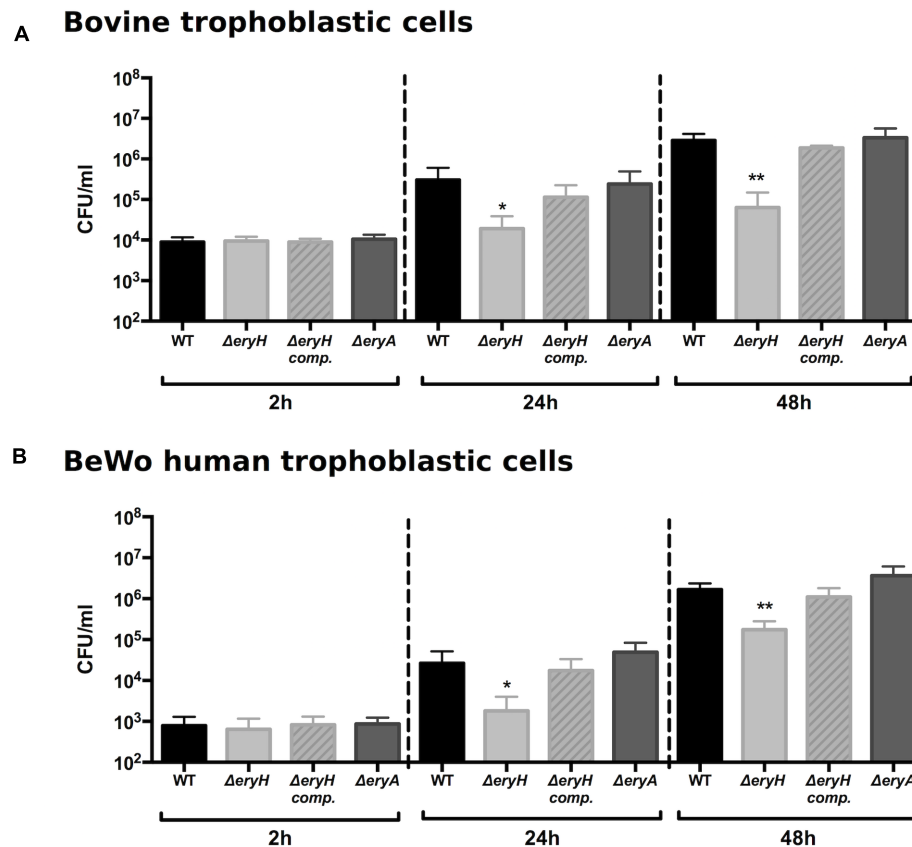 A Bovine trophoblastic cells
CFU/ml
10⁸
10⁷
10⁶
10⁵
10⁴
10³
10²
* **
WT ΔeryH ΔeryH comp. ΔeryA WT ΔeryH ΔeryH comp. ΔeryA WT ΔeryH ΔeryH comp. ΔeryA
2h 24h 48h
B BeWo human trophoblastic cells
CFU/ml
10⁸
10⁷
10⁶
10⁵
10⁴
10³
10²
* **
WT ΔeryH ΔeryH comp. ΔeryA WT ΔeryH ΔeryH comp. ΔeryA WT ΔeryH ΔeryH comp. ΔeryA
2h 24h 48h